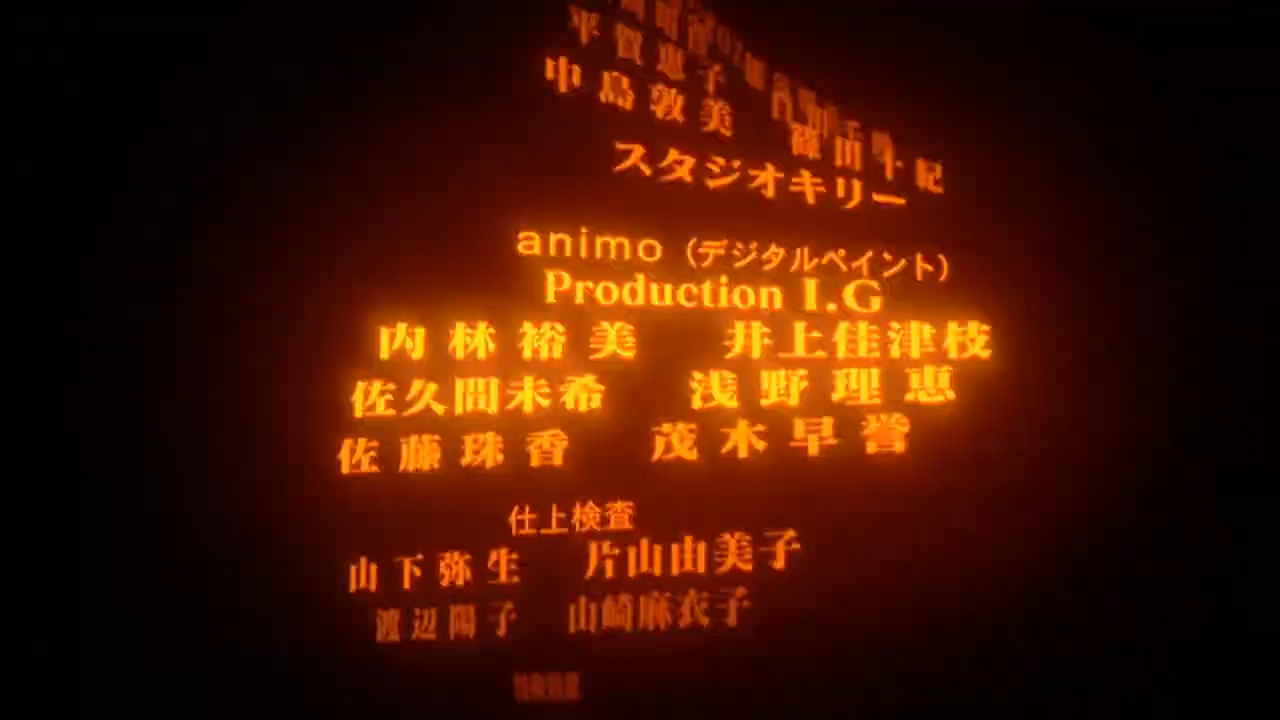 平賀恵子
中島敦美
スタジオキリー
animo（デジタルペイント）
Production I.G
内林裕美 井上佳津枝
佐久間未希 浅野理恵
佐藤珠香 茂木早誉
仕上検査
山下弥生 片山由美子
渡辺陽子 山崎麻衣子